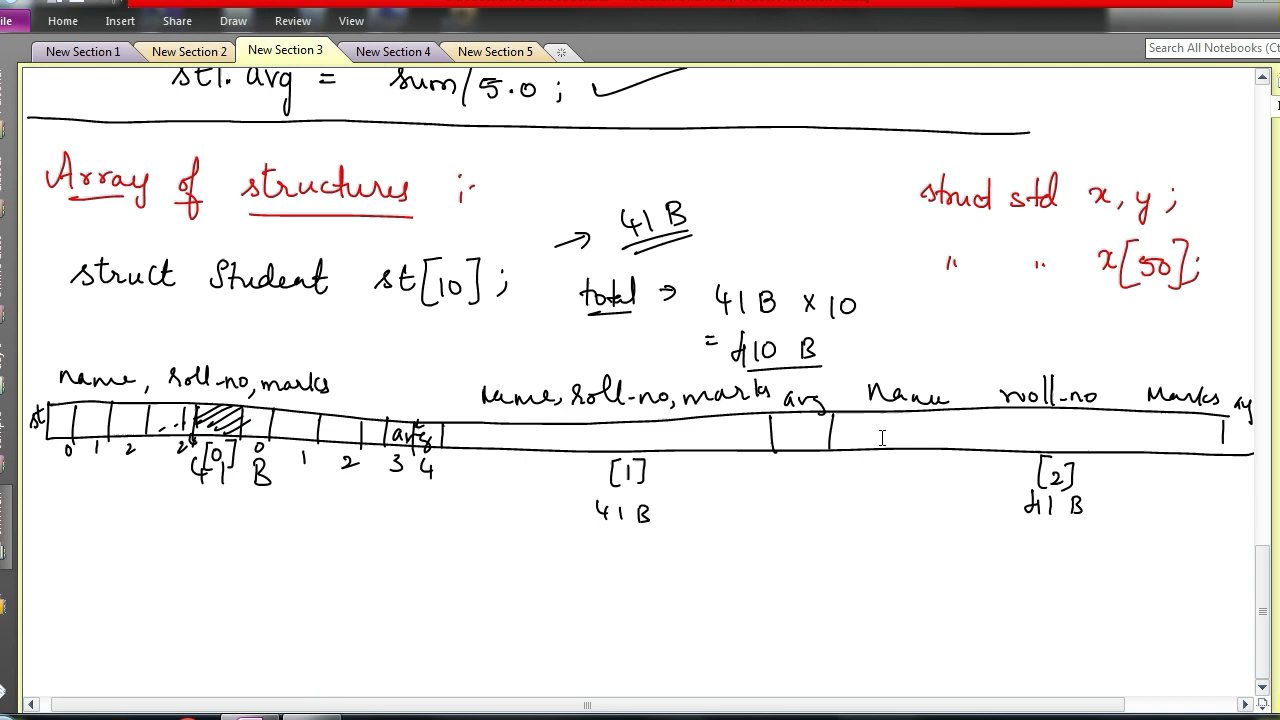 File Home Insert Share Draw Review View
New Section 1 New Section 2 New Section 3 New Section 4 New Section 5
Search All Notebooks (Ct
st1.avg = sum/5.0;
Array of structures :-
struct std x, y;
→ 41 B
struct Student st[10];
" " x[50];
total → 41 B × 10
= 410 B
name, roll-no, marks
name, roll-no, marks avg
Name roll-no Marks av
st ... avg
0 1 2 0 1 2 3 4
[0] [1] [2]
41 B 41 B 41 B